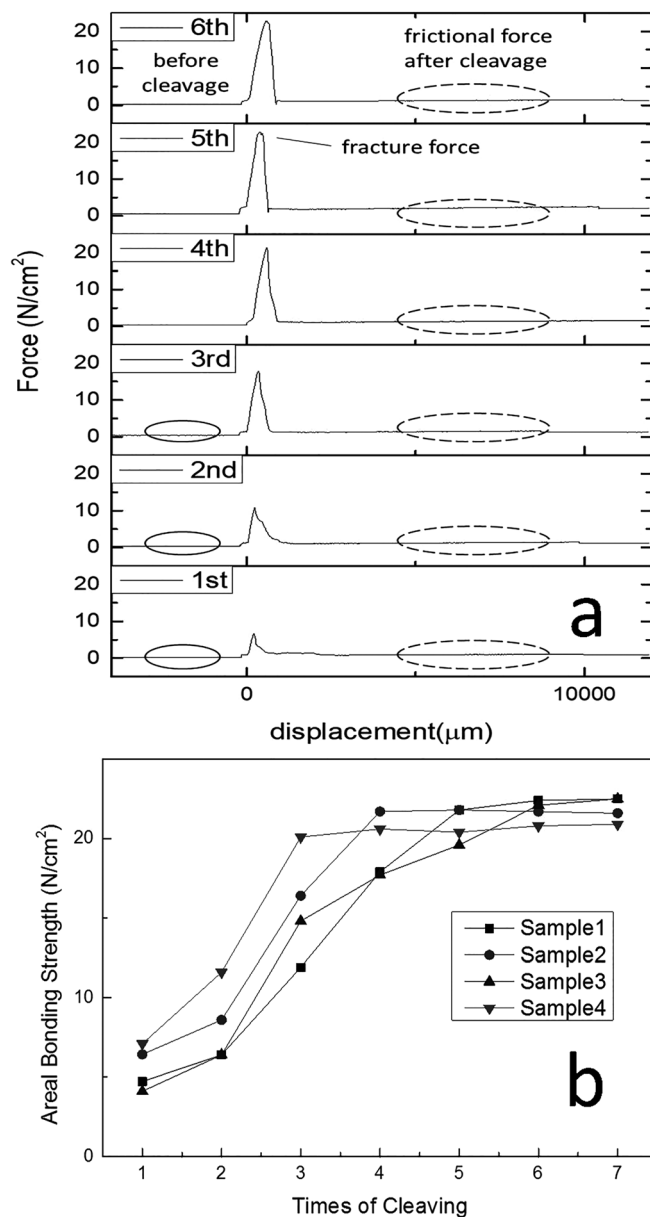 6th
before
cleavage
frictional force
after cleavage
20
10
0
5th
fracture force
20
10
0
4th
20
10
0
3rd
20
10
0
2nd
20
10
0
1st
20
10
0
a
Force (N/cm²)
0
10000
displacement(μm)
20
10
0
Areal Bonding Strength (N/cm²)
Sample1
Sample2
Sample3
Sample4
b
1 2 3 4 5 6 7
Times of Cleaving